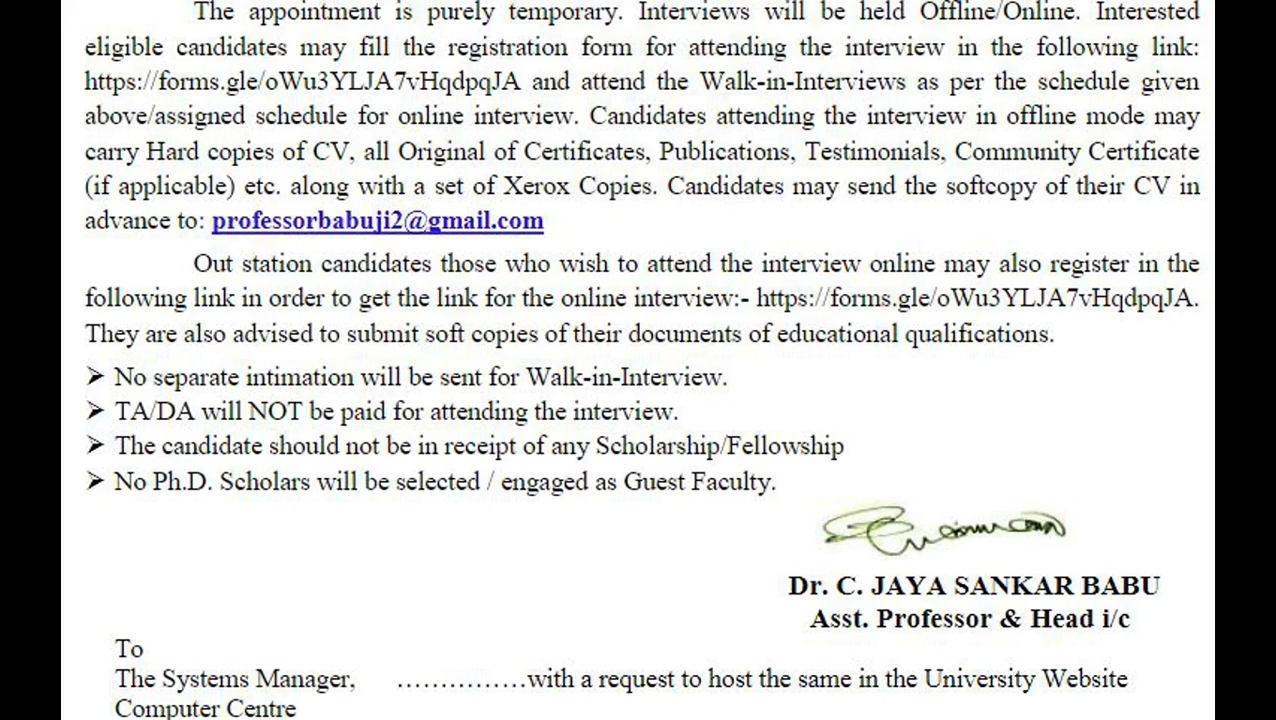 The appointment is purely temporary. Interviews will be held Offline/Online. Interested
eligible candidates may fill the registration form for attending the interview in the following link:
https://forms.gle/oWu3YLJA7vHqdpqJA and attend the Walk-in-Interviews as per the schedule given
above/assigned schedule for online interview. Candidates attending the interview in offline mode may
carry Hard copies of CV, all Original of Certificates, Publications, Testimonials, Community Certificate
(if applicable) etc. along with a set of Xerox Copies. Candidates may send the softcopy of their CV in
advance to: professorbabuji2@gmail.com
Out station candidates those who wish to attend the interview online may also register in the
following link in order to get the link for the online interview:- https://forms.gle/oWu3YLJA7vHqdpqJA.
They are also advised to submit soft copies of their documents of educational qualifications.
➢ No separate intimation will be sent for Walk-in-Interview.
➢ TA/DA will NOT be paid for attending the interview.
➢ The candidate should not be in receipt of any Scholarship/Fellowship
➢ No Ph.D. Scholars will be selected / engaged as Guest Faculty.
Dr. C. JAYA SANKAR BABU
Asst. Professor & Head i/c
To
The Systems Manager, ……………with a request to host the same in the University Website
Computer Centre